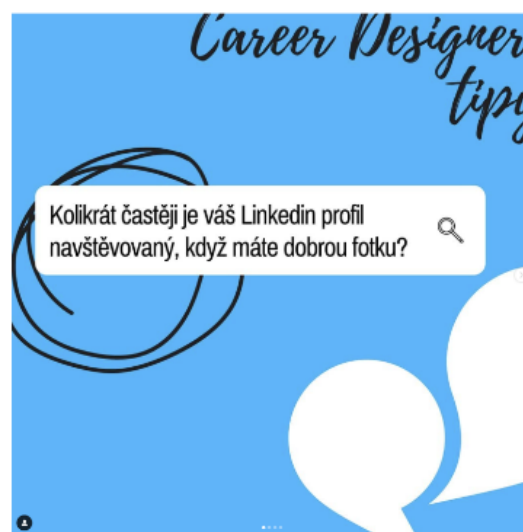 Career Designer
tipy
Kolikrát častěji je váš Linkedin profil
navštěvovaný, když máte dobrou fotku?